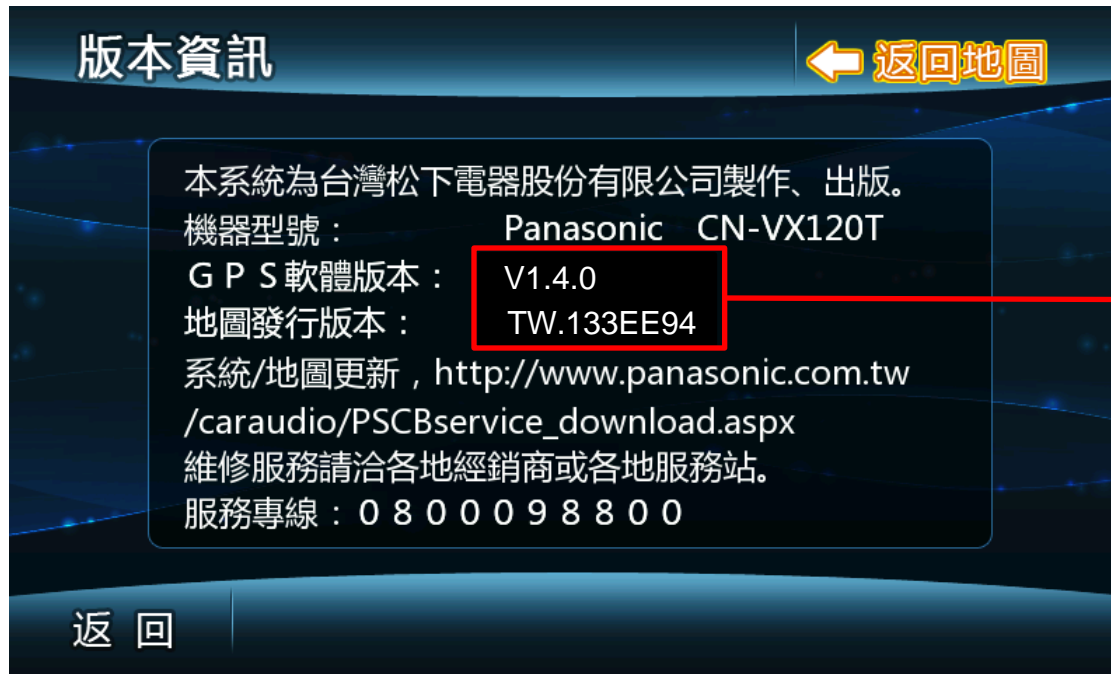 版本資訊
返回地圖
本系統為台灣松下電器股份有限公司製作、出版。
機器型號： Panasonic CN-VX120T
ＧＰＳ軟體版本： V1.4.0
地圖發行版本： TW.133EE94
系統/地圖更新，http://www.panasonic.com.tw
/caraudio/PSCBservice_download.aspx
維修服務請洽各地經銷商或各地服務站。
服務專線：０８０００９８８００
返 回